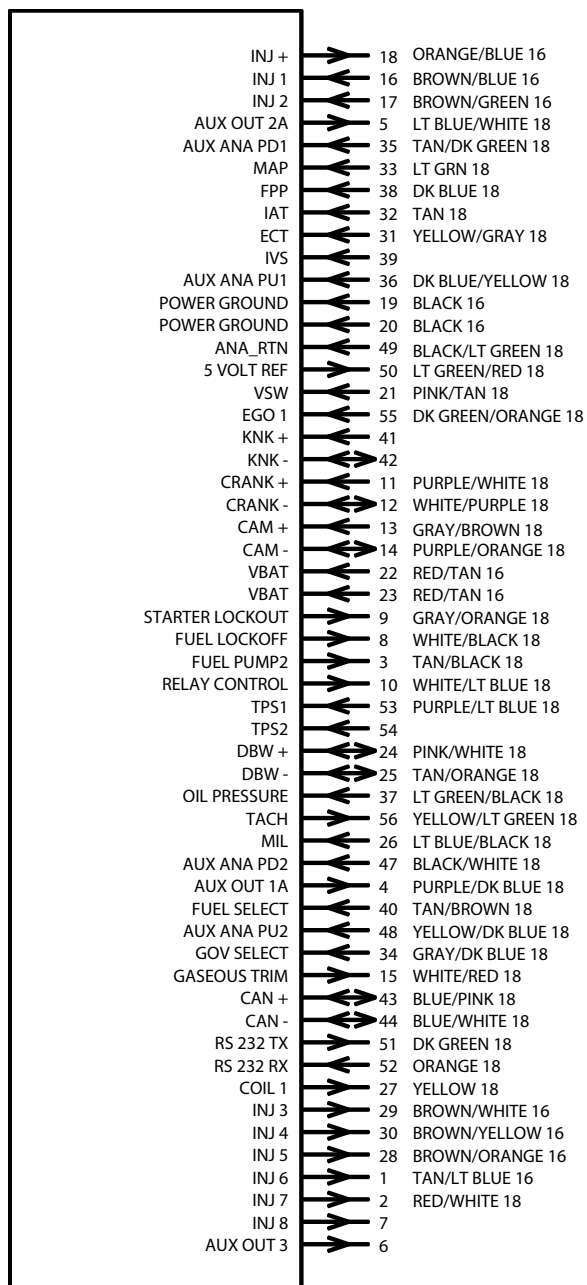 INJ + 18 ORANGE/BLUE 16
INJ 1 16 BROWN/BLUE 16
INJ 2 17 BROWN/GREEN 16
AUX OUT 2A 5 LT BLUE/WHITE 18
AUX ANA PD1 35 TAN/DK GREEN 18
MAP 33 LT GRN 18
FPP 38 DK BLUE 18
IAT 32 TAN 18
ECT 31 YELLOW/GRAY 18
IVS 39
AUX ANA PU1 36 DK BLUE/YELLOW 18
POWER GROUND 19 BLACK 16
POWER GROUND 20 BLACK 16
ANA_RTN 49 BLACK/LT GREEN 18
5 VOLT REF 50 LT GREEN/RED 18
VSW 21 PINK/TAN 18
EGO 1 55 DK GREEN/ORANGE 18
KNK + 41
KNK - 42
CRANK + 11 PURPLE/WHITE 18
CRANK - 12 WHITE/PURPLE 18
CAM + 13 GRAY/BROWN 18
CAM - 14 PURPLE/ORANGE 18
VBAT 22 RED/TAN 16
VBAT 23 RED/TAN 16
STARTER LOCKOUT 9 GRAY/ORANGE 18
FUEL LOCKOFF 8 WHITE/BLACK 18
FUEL PUMP2 3 TAN/BLACK 18
RELAY CONTROL 10 WHITE/LT BLUE 18
TPS1 53 PURPLE/LT BLUE 18
TPS2 54
DBW + 24 PINK/WHITE 18
DBW - 25 TAN/ORANGE 18
OIL PRESSURE 37 LT GREEN/BLACK 18
TACH 56 YELLOW/LT GREEN 18
MIL 26 LT BLUE/BLACK 18
AUX ANA PD2 47 BLACK/WHITE 18
AUX OUT 1A 4 PURPLE/DK BLUE 18
FUEL SELECT 40 TAN/BROWN 18
AUX ANA PU2 48 YELLOW/DK BLUE 18
GOV SELECT 34 GRAY/DK BLUE 18
GASEOUS TRIM 15 WHITE/RED 18
CAN + 43 BLUE/PINK 18
CAN - 44 BLUE/WHITE 18
RS 232 TX 51 DK GREEN 18
RS 232 RX 52 ORANGE 18
COIL 1 27 YELLOW 18
INJ 3 29 BROWN/WHITE 16
INJ 4 30 BROWN/YELLOW 16
INJ 5 28 BROWN/ORANGE 16
INJ 6 1 TAN/LT BLUE 16
INJ 7 2 RED/WHITE 18
INJ 8 7
AUX OUT 3 6